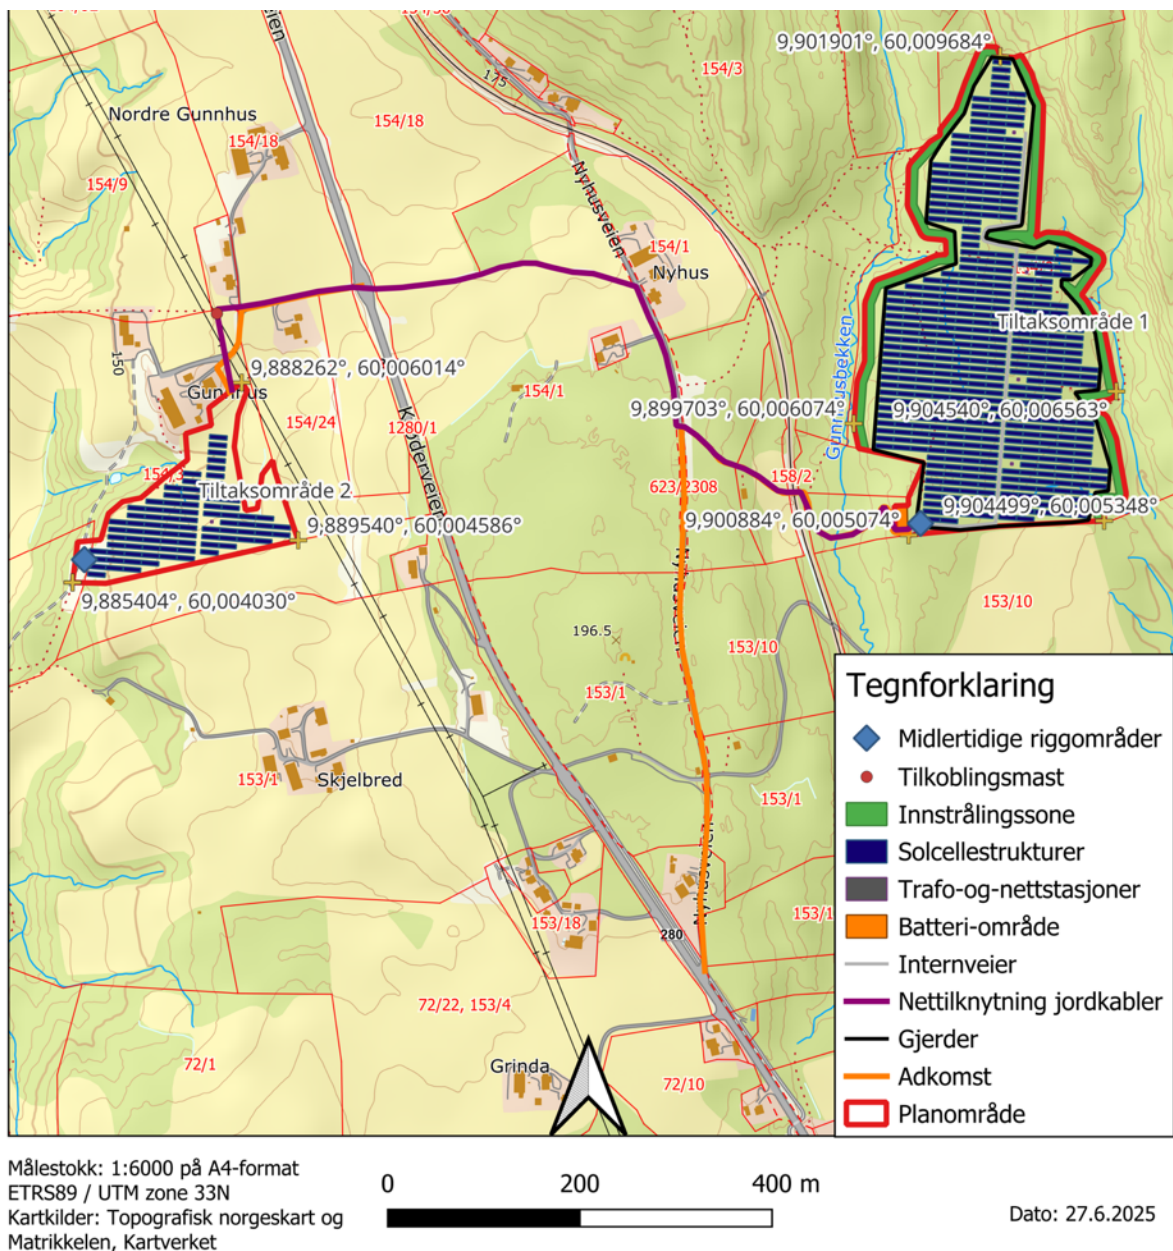 9,901901°, 60,009684°
154/3
175
Nordre Gunnhus
154/18
154/18
154/9
Nyhusveien
154/1
Nyhus
Tiltaksområde 1
150
9,888262°, 60,006014°
Gunnhus
154/1
Gunnhusbekken
9,899703°, 60,006074°
9,904540°, 60,006563°
154/24
1280/1
Krøderveien
154/3
Tiltaksområde 2
158/2
623/2308
9,889540°, 60,004586°
9,900884°, 60,005074°
9,904499°, 60,005348°
9,885404°, 60,004030°
153/10
196.5
153/10
153/1
Skjelbred
153/1
153/1
Nyhusveien
153/18
280
153/1
72/22, 153/4
72/1
Grinda
72/10
Tegnforklaring
Midlertidige riggområder
Tilkoblingsmast
Innstrålingssone
Solcellestrukturer
Trafo-og-nettstasjoner
Batteri-område
Internveier
Nettilknytning jordkabler
Gjerder
Adkomst
Planområde
Målestokk: 1:6000 på A4-format
ETRS89 / UTM zone 33N
Kartkilder: Topografisk norgeskart og
Matrikkelen, Kartverket
0 200 400 m
Dato: 27.6.2025